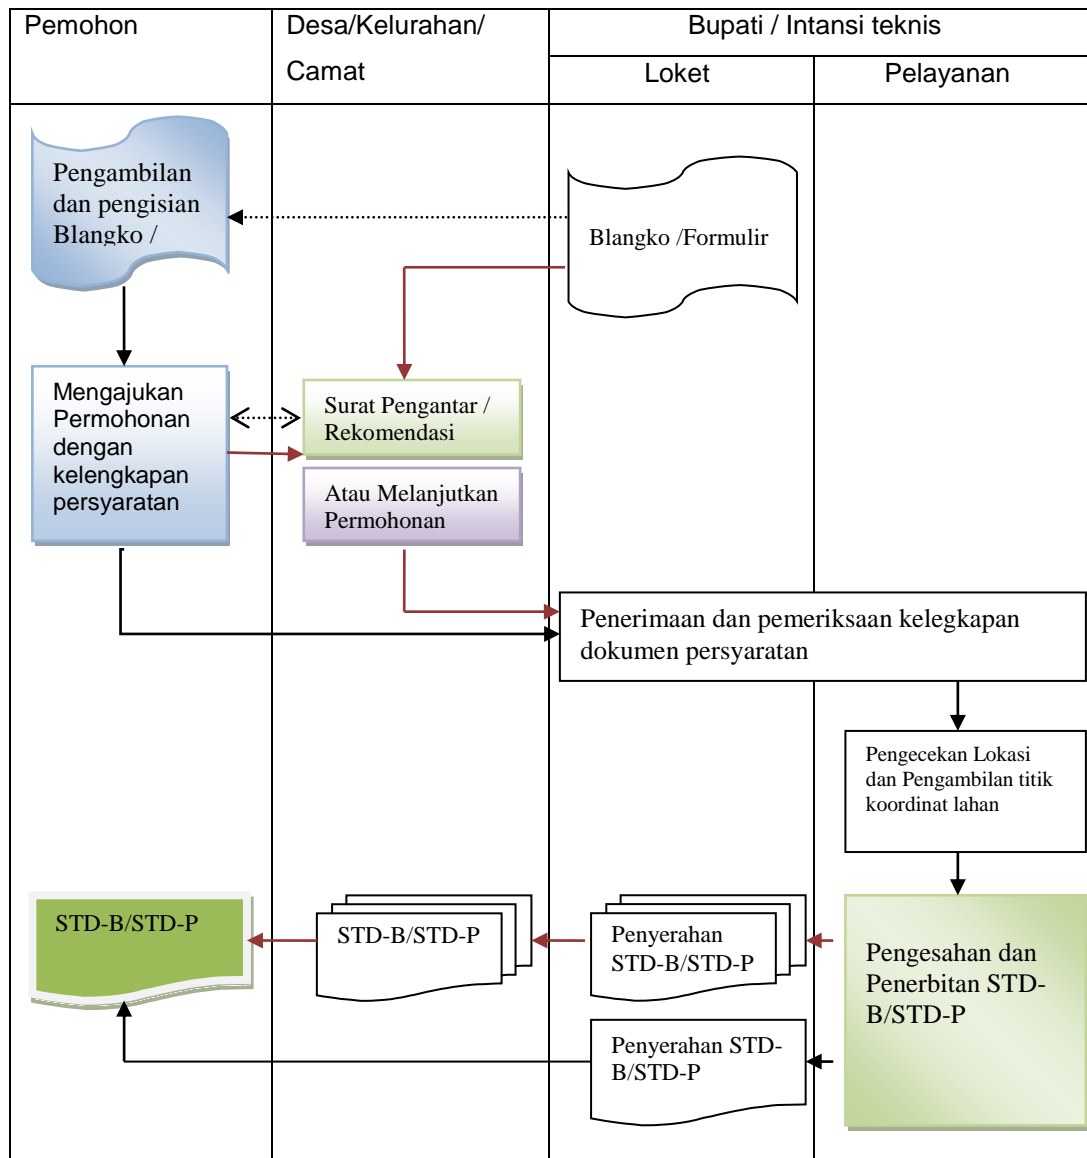 Pemohon
Desa/Kelurahan/
Camat
Bupati / Intansi teknis
Loket
Pelayanan
Pengambilan
dan pengisian
Blangko /
Blangko /Formulir
Mengajukan
Permohonan
dengan
kelengkapan
persyaratan
Surat Pengantar /
Rekomendasi
Atau Melanjutkan
Permohonan
Penerimaan dan pemeriksaan kelegkapan
dokumen persyaratan
Pengecekan Lokasi
dan Pengambilan titik
koordinat lahan
STD-B/STD-P
STD-B/STD-P
Penyerahan
STD-B/STD-P
Pengesahan dan
Penerbitan STD-
B/STD-P
Penyerahan STD-
B/STD-P